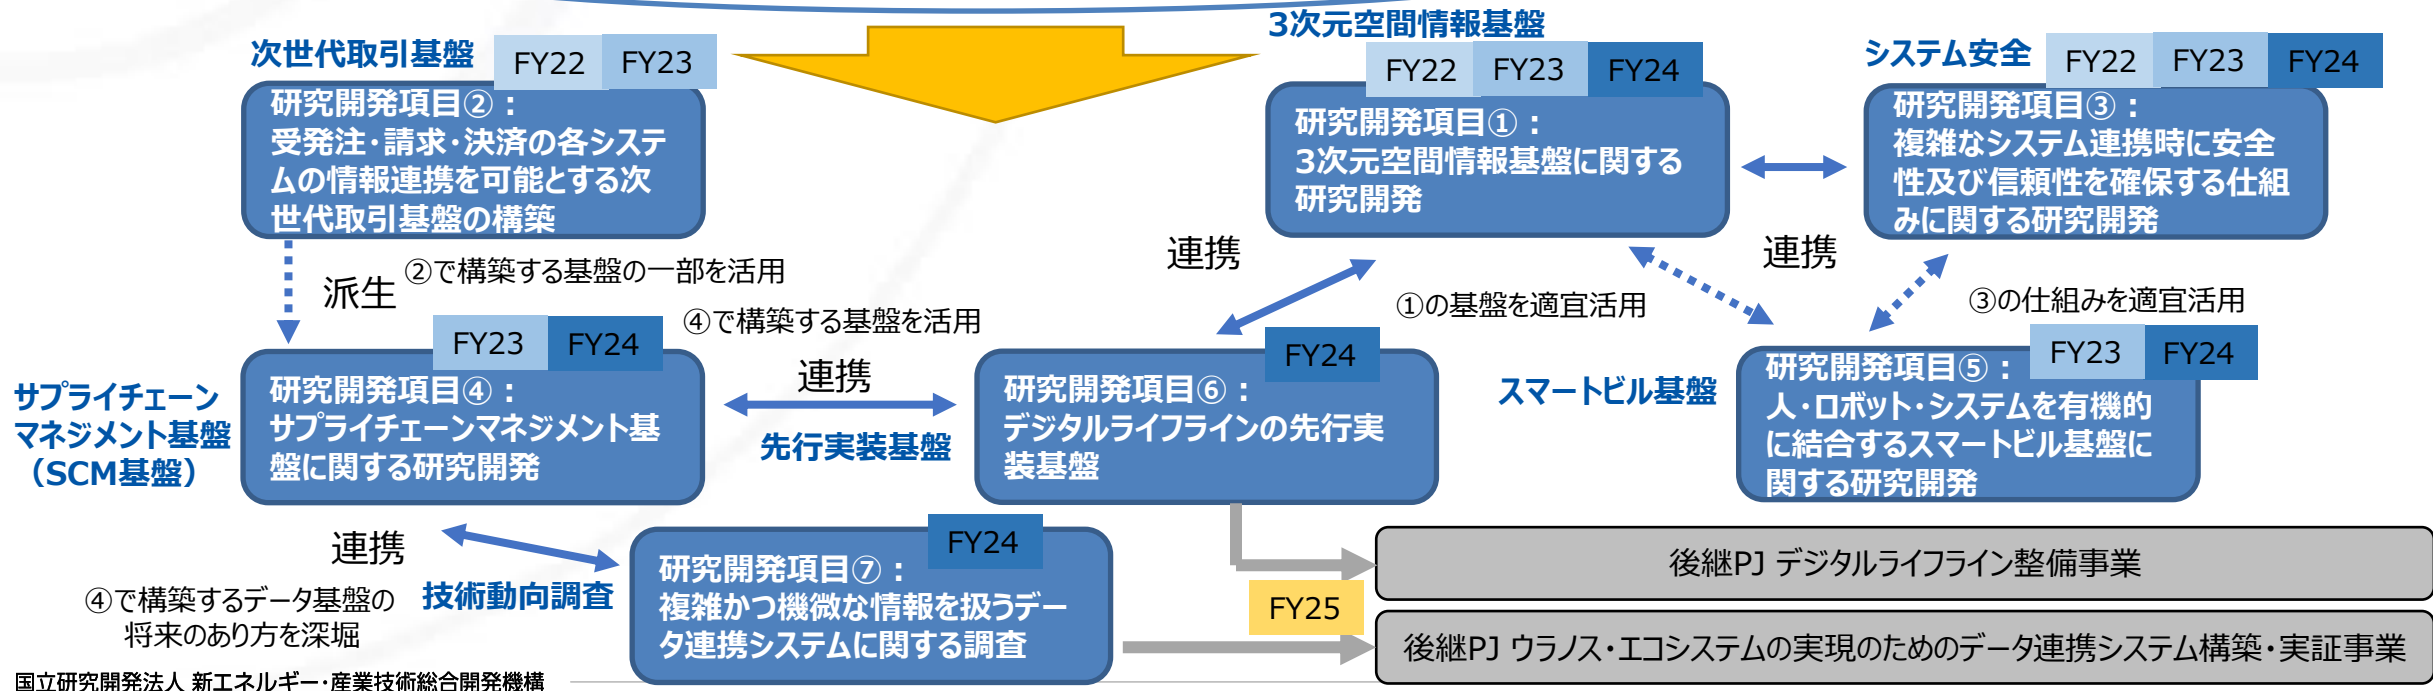 次世代取引基盤
FY22
FY23
研究開発項目②：
受発注・請求・決済の各システ
ムの情報連携を可能とする次
世代取引基盤の構築
3次元空間情報基盤
FY22
FY23
FY24
研究開発項目①：
3次元空間情報基盤に関する
研究開発
システム安全
FY22
FY23
FY24
研究開発項目③：
複雑なシステム連携時に安全
性及び信頼性を確保する仕組
みに関する研究開発
派生
②で構築する基盤の一部を活用
連携
連携
①の基盤を適宜活用
③の仕組みを適宜活用
サプライチェーン
マネジメント基盤
（SCM基盤）
FY23
FY24
研究開発項目④：
サプライチェーンマネジメント基
盤に関する研究開発
④で構築する基盤を活用
連携
先行実装基盤
FY24
研究開発項目⑥：
デジタルライフラインの先行実
装基盤
スマートビル基盤
FY23
FY24
研究開発項目⑤：
人・ロボット・システムを有機的
に結合するスマートビル基盤に
関する研究開発
連携
④で構築するデータ基盤の
将来のあり方を深堀
技術動向調査
FY24
研究開発項目⑦：
複雑かつ機微な情報を扱うデー
タ連携システムに関する調査
FY25
後継PJ デジタルライフライン整備事業
後継PJ ウラノス・エコシステムの実現のためのデータ連携システム構築・実証事業
国立研究開発法人 新エネルギー・産業技術総合開発機構